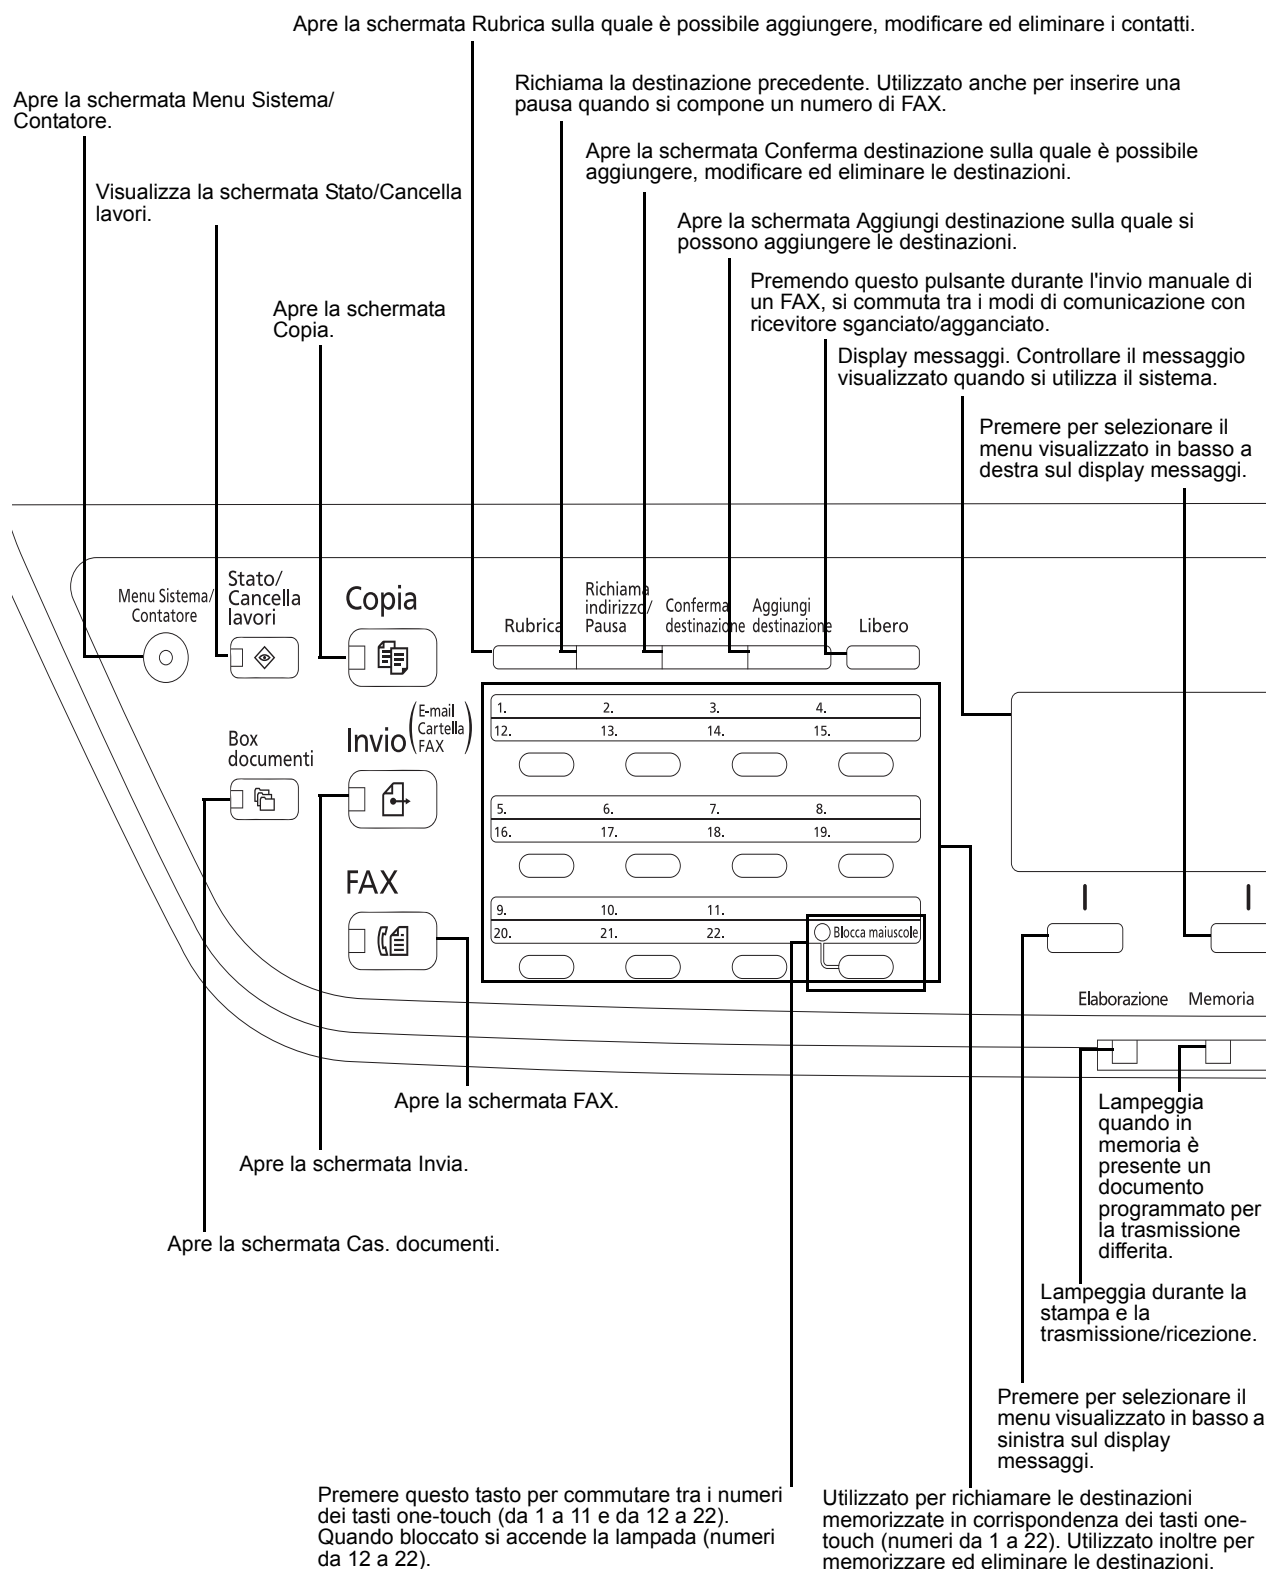 Apre la schermata Rubrica sulla quale è possibile aggiungere, modificare ed eliminare i contatti.
Richiama la destinazione precedente. Utilizzato anche per inserire una
pausa quando si compone un numero di FAX.
Apre la schermata Menu Sistema/
Contatore.
Apre la schermata Conferma destinazione sulla quale è possibile
aggiungere, modificare ed eliminare le destinazioni.
Visualizza la schermata Stato/Cancella
lavori.
Apre la schermata Aggiungi destinazione sulla quale si
possono aggiungere le destinazioni.
Premendo questo pulsante durante l'invio manuale di
un FAX, si commuta tra i modi di comunicazione con
ricevitore sganciato/agganciato.
Apre la schermata
Copia.
Display messaggi. Controllare il messaggio
visualizzato quando si utilizza il sistema.
Premere per selezionare il
menu visualizzato in basso a
destra sul display messaggi.
Menu Sistema/
Contatore
Stato/
Cancella
lavori
Copia
Rubrica
Richiama
indirizzo/
Pausa
Conferma
destinazione
Aggiungi
destinazione
Libero
Box
documenti
Invio
E-mail
Cartella
FAX
1. 2. 3. 4.
12. 13. 14. 15.
5. 6. 7. 8.
16. 17. 18. 19.
FAX
9. 10. 11.
20. 21. 22. Blocca maiuscole
Elaborazione Memoria
Apre la schermata FAX.
Apre la schermata Invia.
Apre la schermata Cas. documenti.
Lampeggia
quando in
memoria è
presente un
documento
programmato per
la trasmissione
differita.
Lampeggia durante la
stampa e la
trasmissione/ricezione.
Premere per selezionare il
menu visualizzato in basso a
sinistra sul display
messaggi.
Premere questo tasto per commutare tra i numeri
dei tasti one-touch (da 1 a 11 e da 12 a 22).
Quando bloccato si accende la lampada (numeri
da 12 a 22).
Utilizzato per richiamare le destinazioni
memorizzate in corrispondenza dei tasti one-
touch (numeri da 1 a 22). Utilizzato inoltre per
memorizzare ed eliminare le destinazioni.